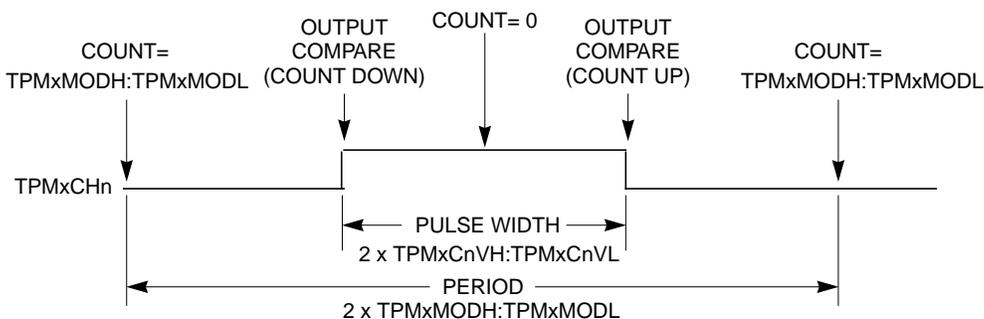 COUNT=
TPMxMODH:TPMxMODL
OUTPUT
COMPARE
(COUNT DOWN)
COUNT= 0
OUTPUT
COMPARE
(COUNT UP)
COUNT=
TPMxMODH:TPMxMODL
TPMxCHn
PULSE WIDTH
2 x TPMxCnVH:TPMxCnVL
PERIOD
2 x TPMxMODH:TPMxMODL